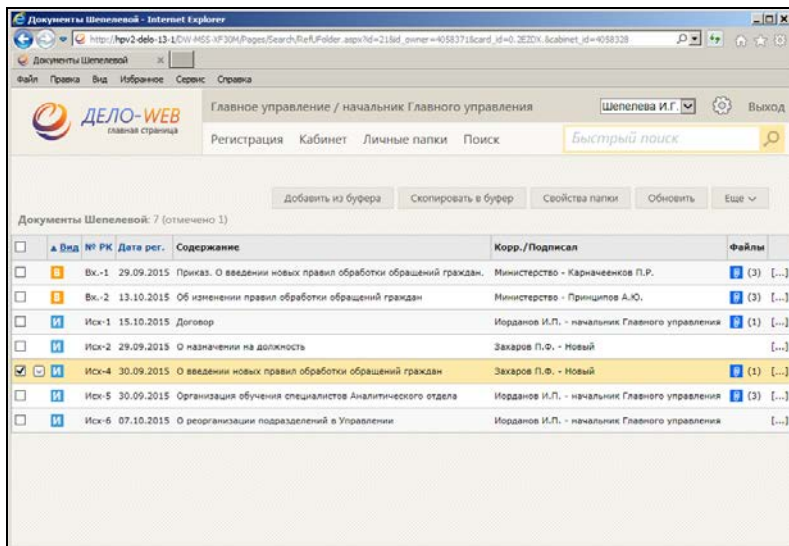 Документы Шепелевой - Internet Explorer
Документы Шепелевой
Файл Правка Вид Избранное Сервис Справка
ДЕЛО-WEB
главная страница
Главное управление / начальник Главного управления
Шепелева И.Г.
Выход
Регистрация Кабинет Личные папки Поиск
Быстрый поиск
Добавить из буфера Скопировать в буфер Свойства папки Обновить Еще
Документы Шепелевой: 7 (отмечено 1)
Вид № РК Дата рег. Содержание Корр./Подписал Файлы
В Вх.-1 29.09.2015 Приказ. О введении новых правил обработки обращений граждан. Министерство - Карначеенков П.Р. (3) [...]
В Вх.-2 13.10.2015 Об изменении правил обработки обращений граждан Министерство - Принципов А.Ю. (3) [...]
И Исх-1 15.10.2015 Договор Иорданов И.П. - начальник Главного управления (1) [...]
И Исх-2 29.09.2015 О назначении на должность Захаров П.Ф. - Новый [...]
И Исх-4 30.09.2015 О введении новых правил обработки обращений граждан Захаров П.Ф. - Новый (1) [...]
И Исх-5 30.09.2015 Организация обучения специалистов Аналитического отдела Иорданов И.П. - начальник Главного управления (3) [...]
И Исх-6 07.10.2015 О реорганизации подразделений в Управлении Иорданов И.П. - начальник Главного управления [...]